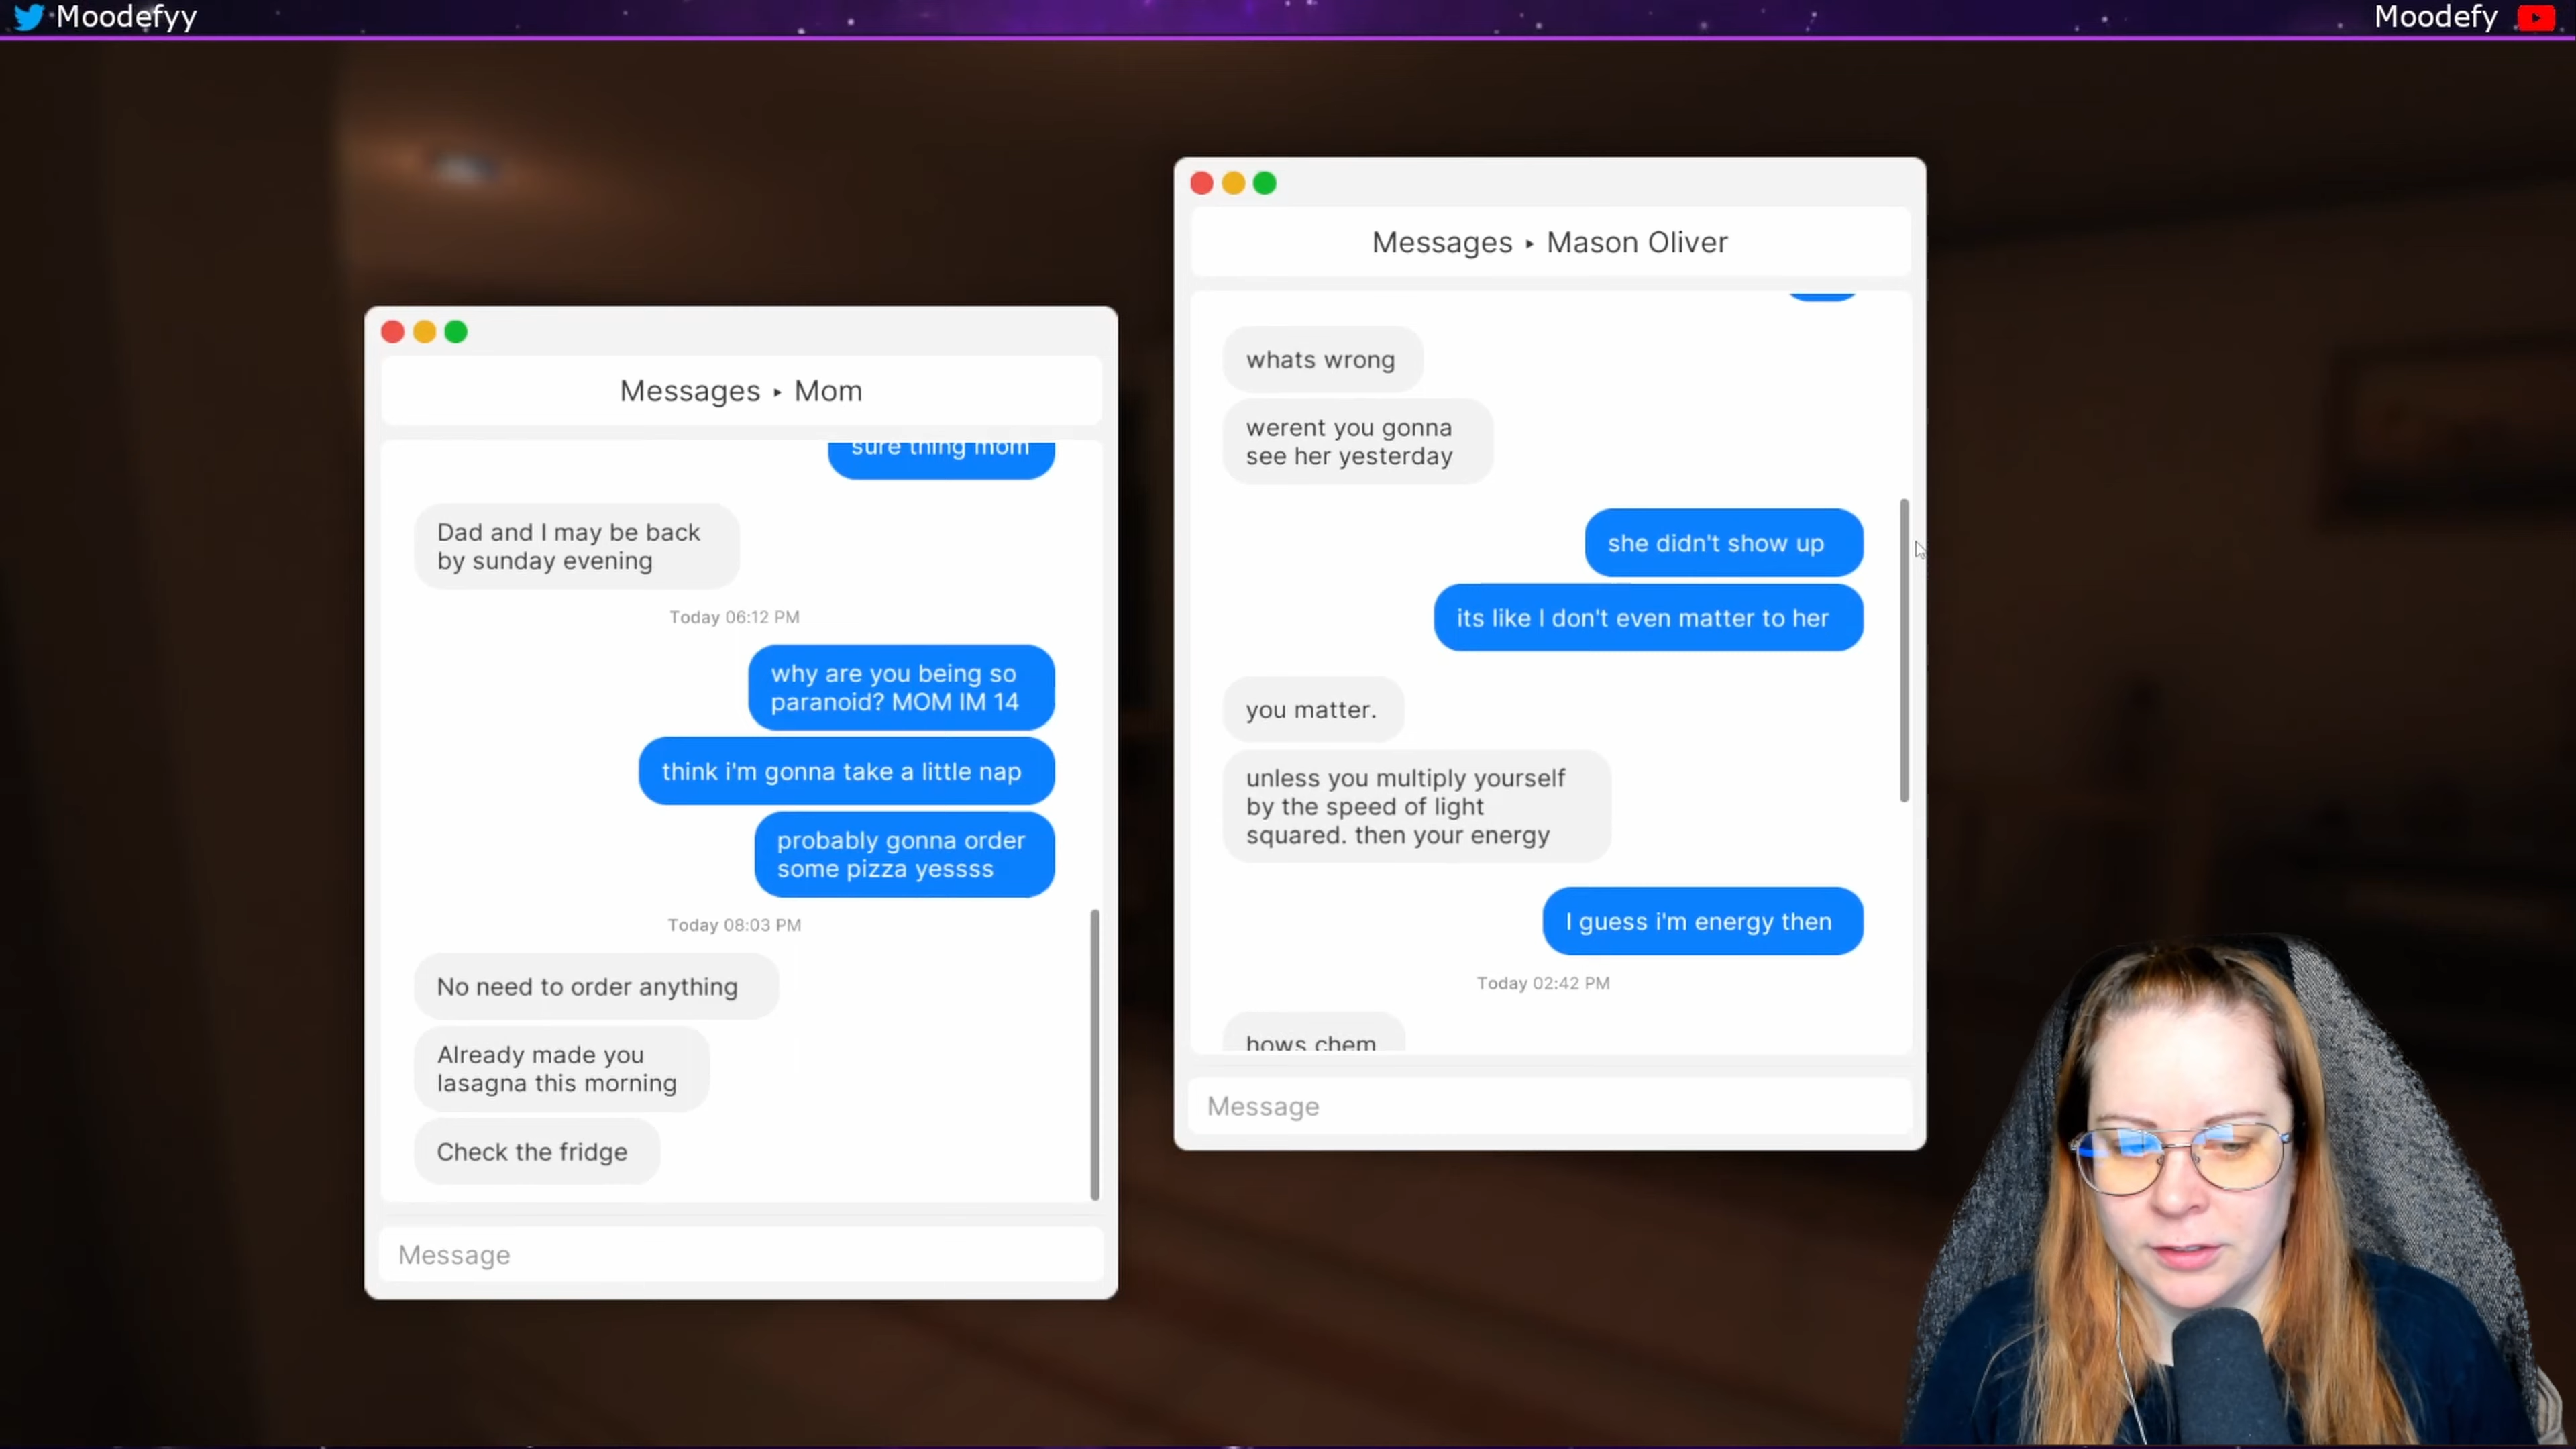 Moodefyy
Moodefy
Messages ‣ Mom
sure thing mom
Dad and I may be back
by sunday evening
Today 06:12 PM
why are you being so
paranoid? MOM IM 14
think i'm gonna take a little nap
probably gonna order
some pizza yessss
Today 08:03 PM
No need to order anything
Already made you
lasagna this morning
Check the fridge
Message
Messages ‣ Mason Oliver
whats wrong
werent you gonna
see her yesterday
she didn't show up
its like I don't even matter to her
you matter.
unless you multiply yourself
by the speed of light
squared. then your energy
I guess i'm energy then
Today 02:42 PM
hows chem
Message